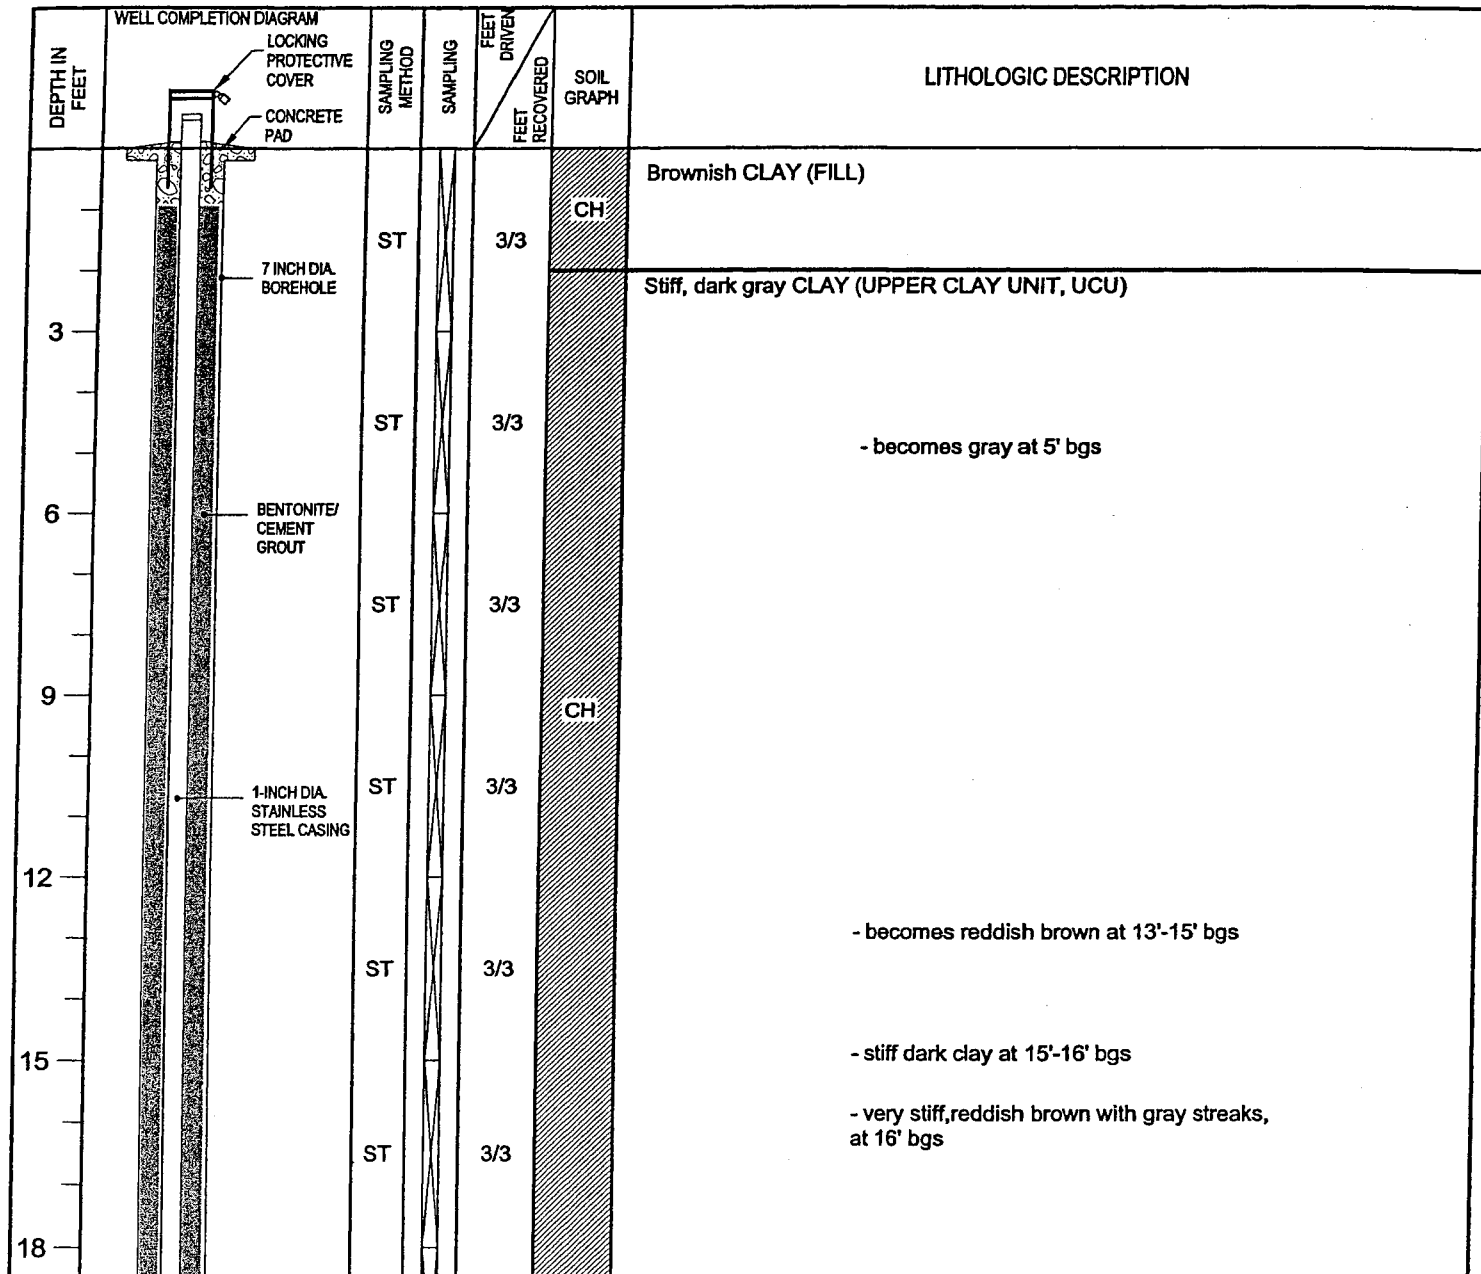 WELL COMPLETION DIAGRAM
DEPTH IN
FEET
LOCKING
PROTECTIVE
COVER
CONCRETE
PAD
SAMPLING
METHOD
SAMPLING
FEET
DRIVEN
FEET
RECOVERED
SOIL
GRAPH
LITHOLOGIC DESCRIPTION
Brownish CLAY (FILL)
CH
ST
3/3
7 INCH DIA.
BOREHOLE
Stiff, dark gray CLAY (UPPER CLAY UNIT, UCU)
3
ST
3/3
- becomes gray at 5' bgs
6
BENTONITE/
CEMENT
GROUT
ST
3/3
9
CH
1-INCH DIA.
STAINLESS
STEEL CASING
ST
3/3
12
- becomes reddish brown at 13'-15' bgs
ST
3/3
15
- stiff dark clay at 15'-16' bgs
- very stiff,reddish brown with gray streaks,
at 16' bgs
ST
3/3
18